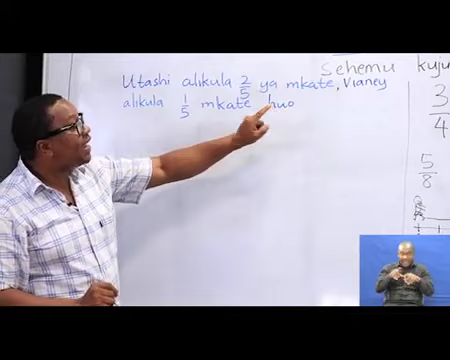 Sehemu
Utashi alikula 2/5 ya mkate, Vianey
alikula 1/5 mkate huo
3/4
5/8